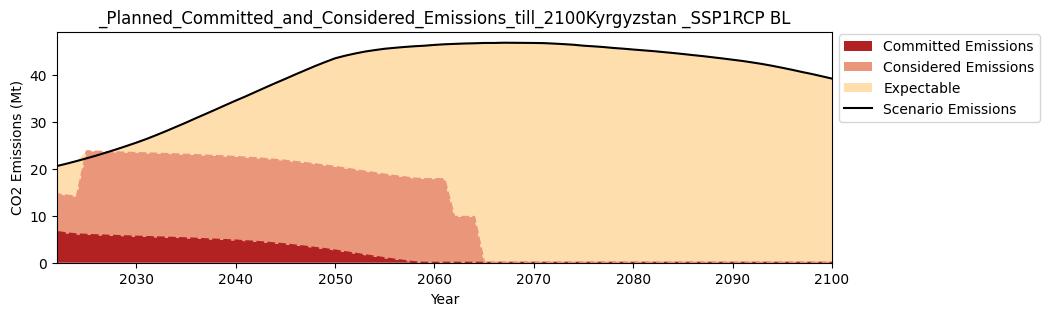 _Planned_Committed_and_Considered_Emissions_till_2100Kyrgyzstan _SSP1RCP BL
CO2 Emissions (Mt)
40
30
20
10
0
2030 2040 2050 2060 2070 2080 2090 2100
Year
Committed Emissions
Considered Emissions
Expectable
Scenario Emissions